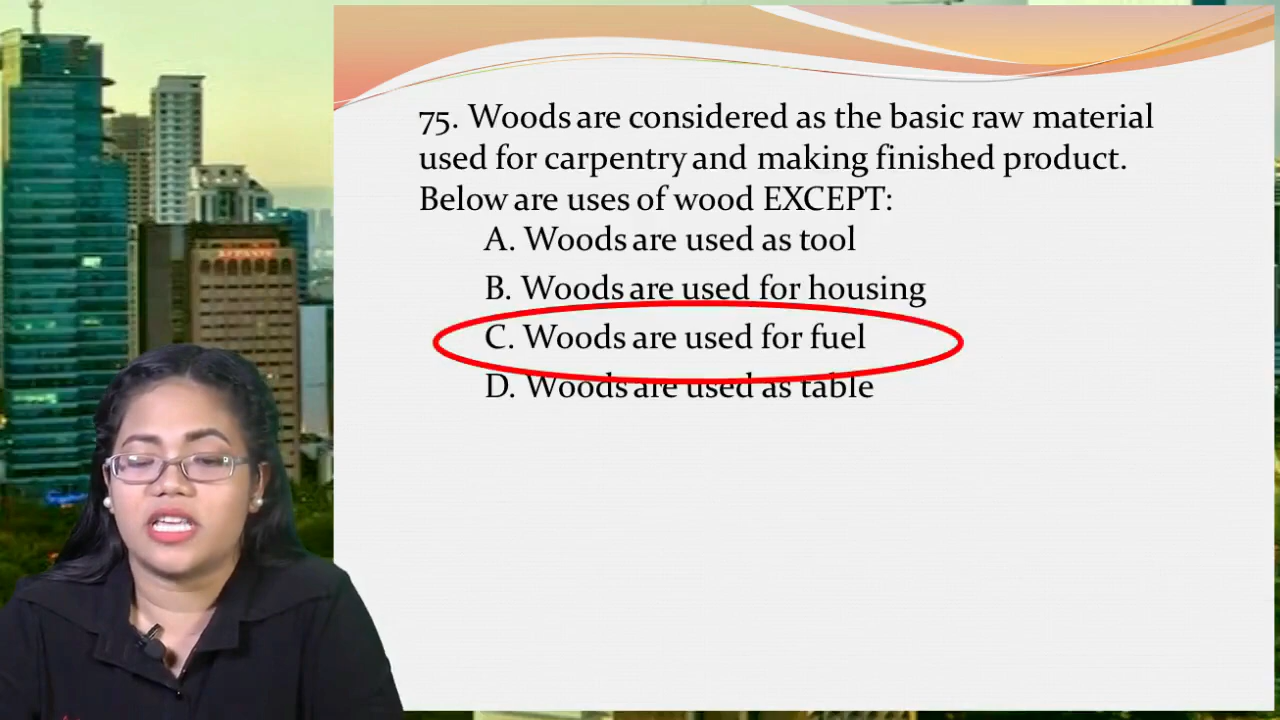 75. Woods are considered as the basic raw material
used for carpentry and making finished product.
Below are uses of wood EXCEPT:
A. Woods are used as tool
B. Woods are used for housing
C. Woods are used for fuel
D. Woods are used as table